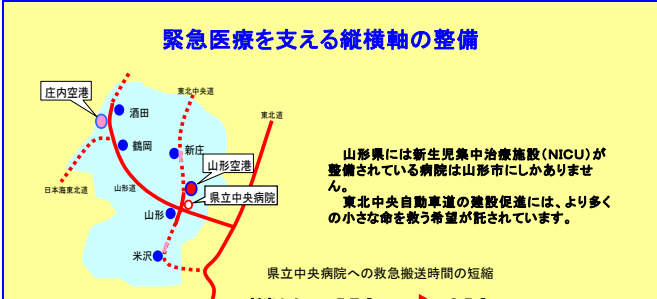 緊急医療を支える縦横軸の整備
庄内空港
東北中央道
酒田
東北道
鶴岡
新庄
山形空港
日本海東北道
山形道
県立中央病院
山形
米沢
山形県には新生児集中治療施設(NICU)が
整備されている病院は山形市にしかありませ
ん。
東北中央自動車道の建設促進には、より多く
の小さな命を救う希望が託されています。
県立中央病院への救急搬送時間の短縮